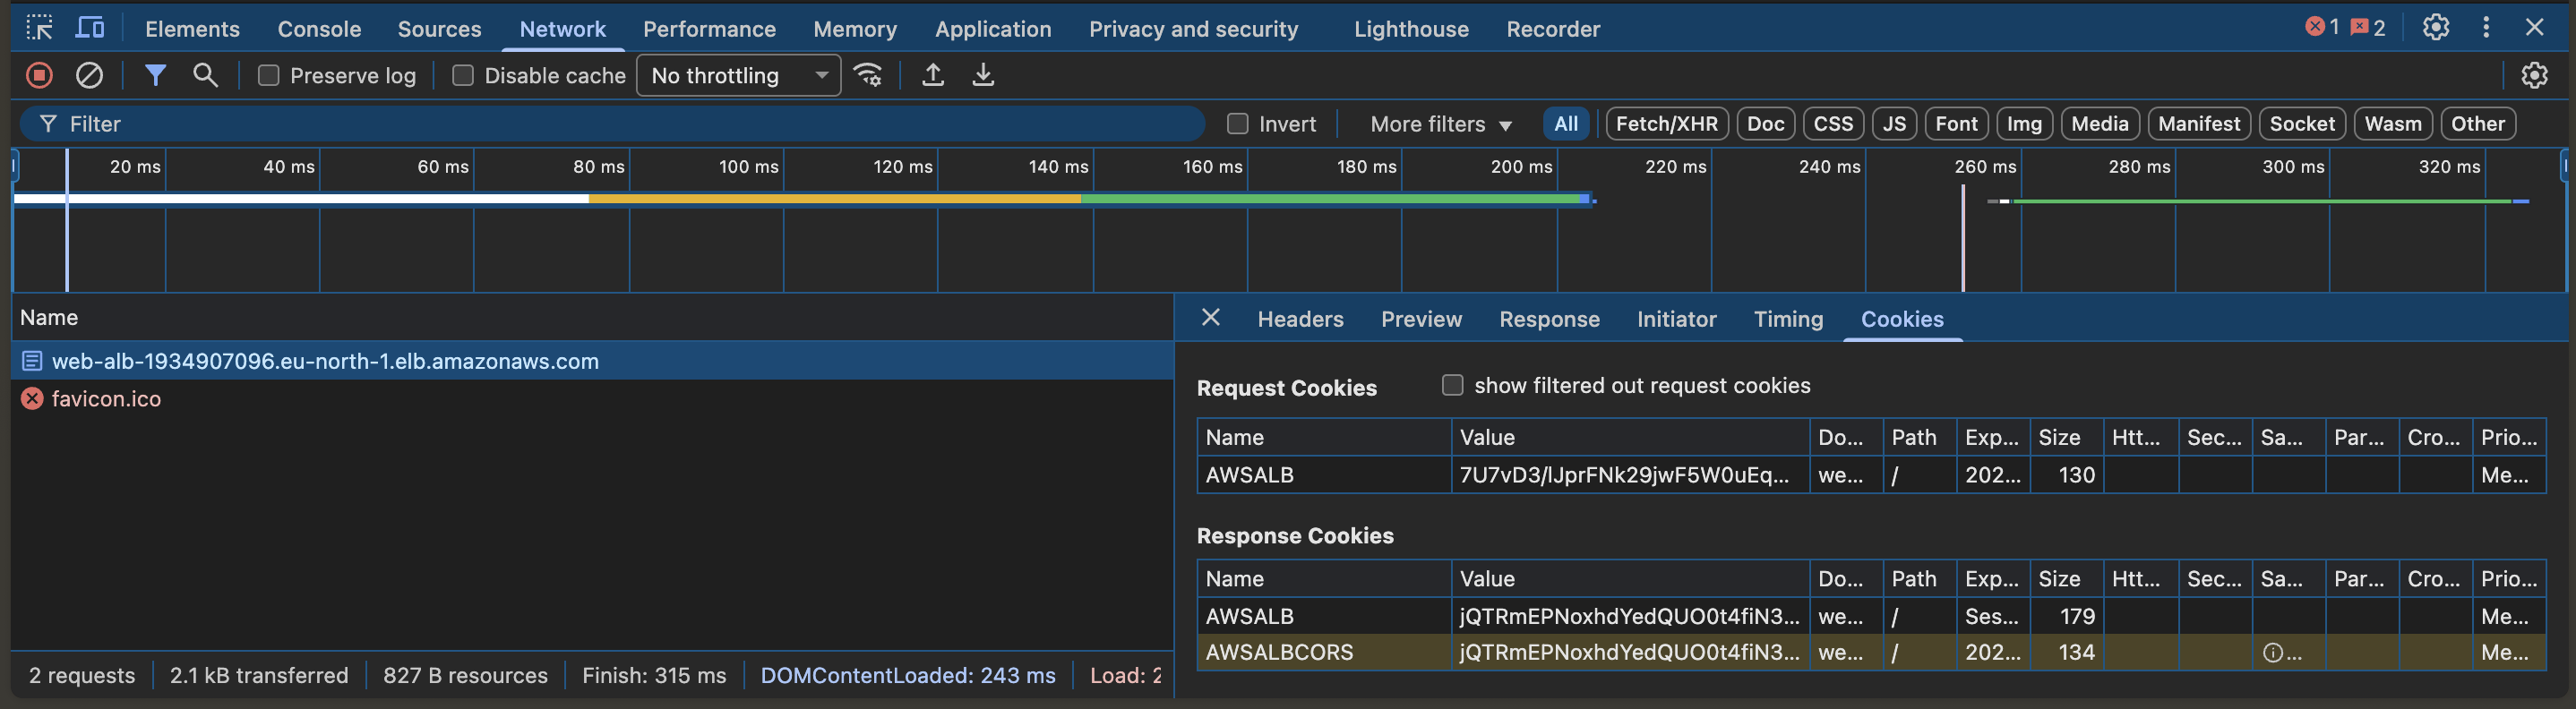 Elements Console Sources Network Performance Memory Application Privacy and security Lighthouse Recorder 1 2
Preserve log Disable cache No throttling
Filter Invert More filters All Fetch/XHR Doc CSS JS Font Img Media Manifest Socket Wasm Other
20 ms 40 ms 60 ms 80 ms 100 ms 120 ms 140 ms 160 ms 180 ms 200 ms 220 ms 240 ms 260 ms 280 ms 300 ms 320 ms
Name
web-alb-1934907096.eu-north-1.elb.amazonaws.com
favicon.ico
2 requests 2.1 kB transferred 827 B resources Finish: 315 ms DOMContentLoaded: 243 ms Load: 2
Headers Preview Response Initiator Timing Cookies
Request Cookies show filtered out request cookies
Name Value Do... Path Exp... Size Htt... Sec... Sa... Par... Cro... Prio...
AWSALB 7U7vD3/lJprFNk29jwF5W0uEq... we... / 202... 130 Me...
Response Cookies
Name Value Do... Path Exp... Size Htt... Sec... Sa... Par... Cro... Prio...
AWSALB jQTRmEPNoxhdYedQUO0t4fiN3... we... / Ses... 179 Me...
AWSALBCORS jQTRmEPNoxhdYedQUO0t4fiN3... we... / 202... 134 ... Me...